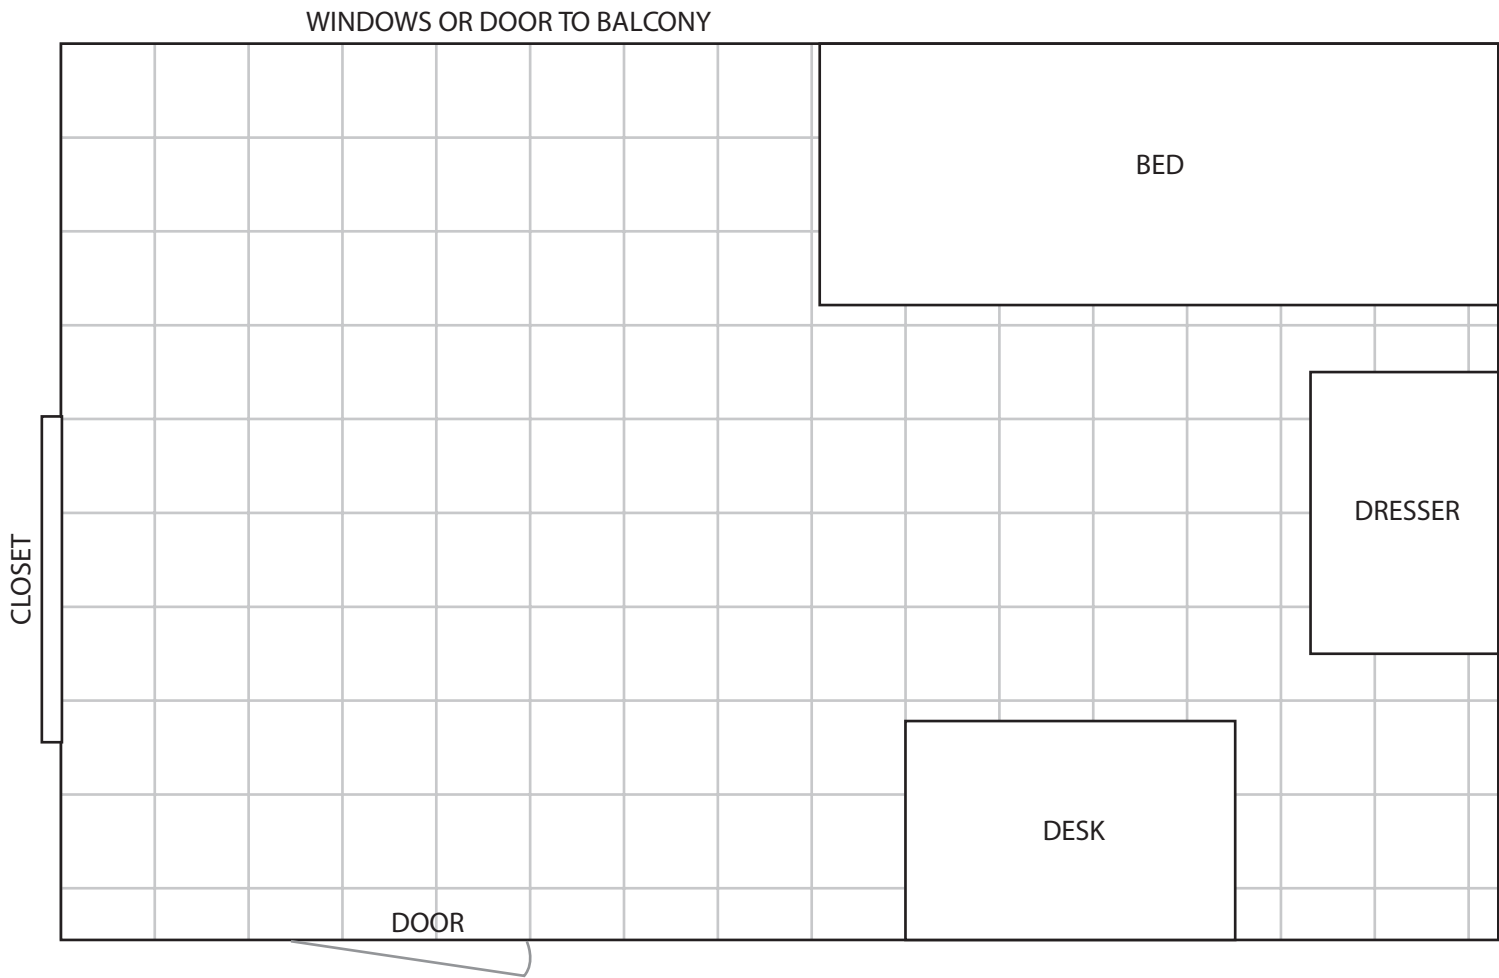 WINDOWS OR DOOR TO BALCONY
BED
DRESSER
CLOSET
DESK
DOOR